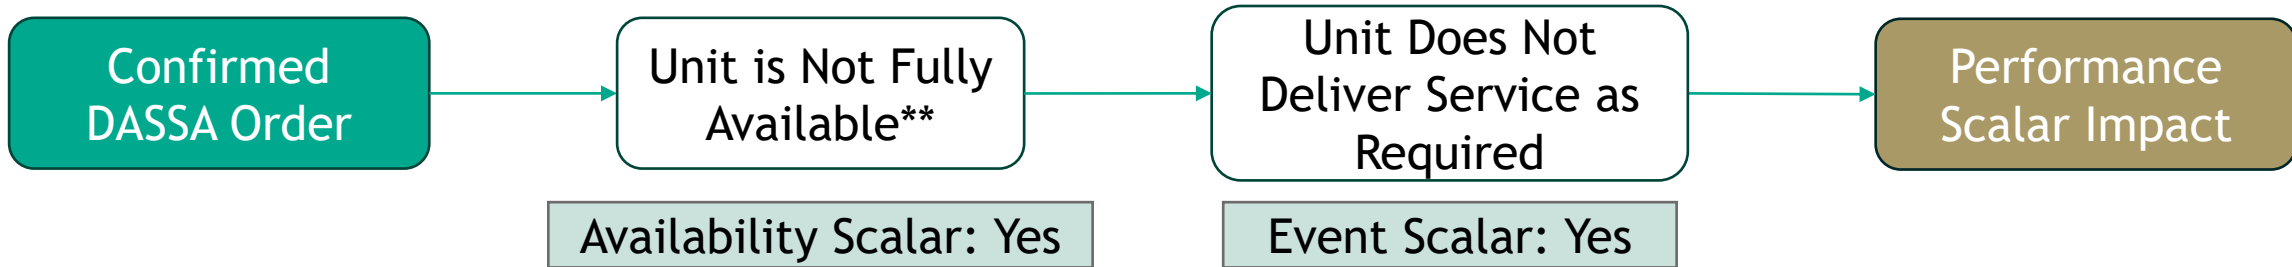 Confirmed
DASSA Order
Unit is Not Fully
Available**
Unit Does Not
Deliver Service as
Required
Performance
Scalar Impact
Availability Scalar: Yes
Event Scalar: Yes